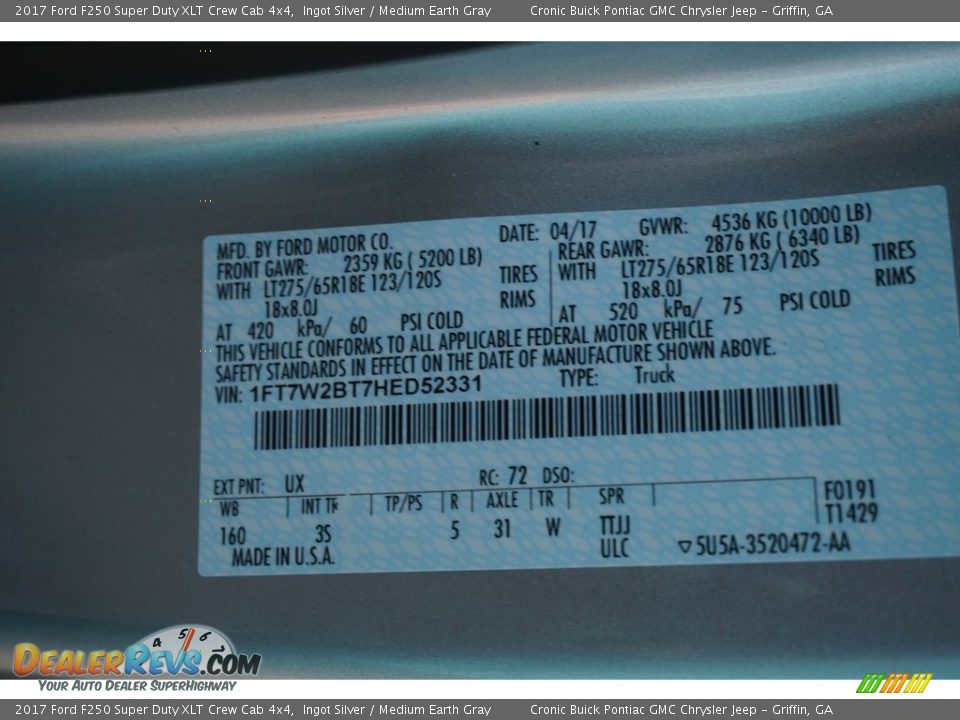 2017 Ford F250 Super Duty XLT Crew Cab 4x4, Ingot Silver / Medium Earth Gray Cronic Buick Pontiac GMC Chrysler Jeep – Griffin, GA
MFD. BY FORD MOTOR CO. DATE: 04/17 GVWR: 4536 KG (10000 LB)
FRONT GAWR: 2359 KG ( 5200 LB) REAR GAWR: 2876 KG ( 6340 LB)
WITH LT275/65R18E 123/120S TIRES WITH LT275/65R18E 123/120S TIRES
18x8.0J RIMS 18x8.0J RIMS
AT 420 kPa/ 60 PSI COLD AT 520 kPa/ 75 PSI COLD
THIS VEHICLE CONFORMS TO ALL APPLICABLE FEDERAL MOTOR VEHICLE
SAFETY STANDARDS IN EFFECT ON THE DATE OF MANUFACTURE SHOWN ABOVE.
VIN: 1FT7W2BT7HED52331 TYPE: Truck
EXT PNT: UX RC: 72 DSO:
WB INT TR TP/PS R AXLE TR SPR F0191
160 3S 5 31 W TTJJ T1429
MADE IN U.S.A. ULC ▽5U5A-3520472-AA
4 5 6
DEALERREVS.COM
YOUR AUTO DEALER SUPERHIGHWAY
2017 Ford F250 Super Duty XLT Crew Cab 4x4, Ingot Silver / Medium Earth Gray Cronic Buick Pontiac GMC Chrysler Jeep – Griffin, GA